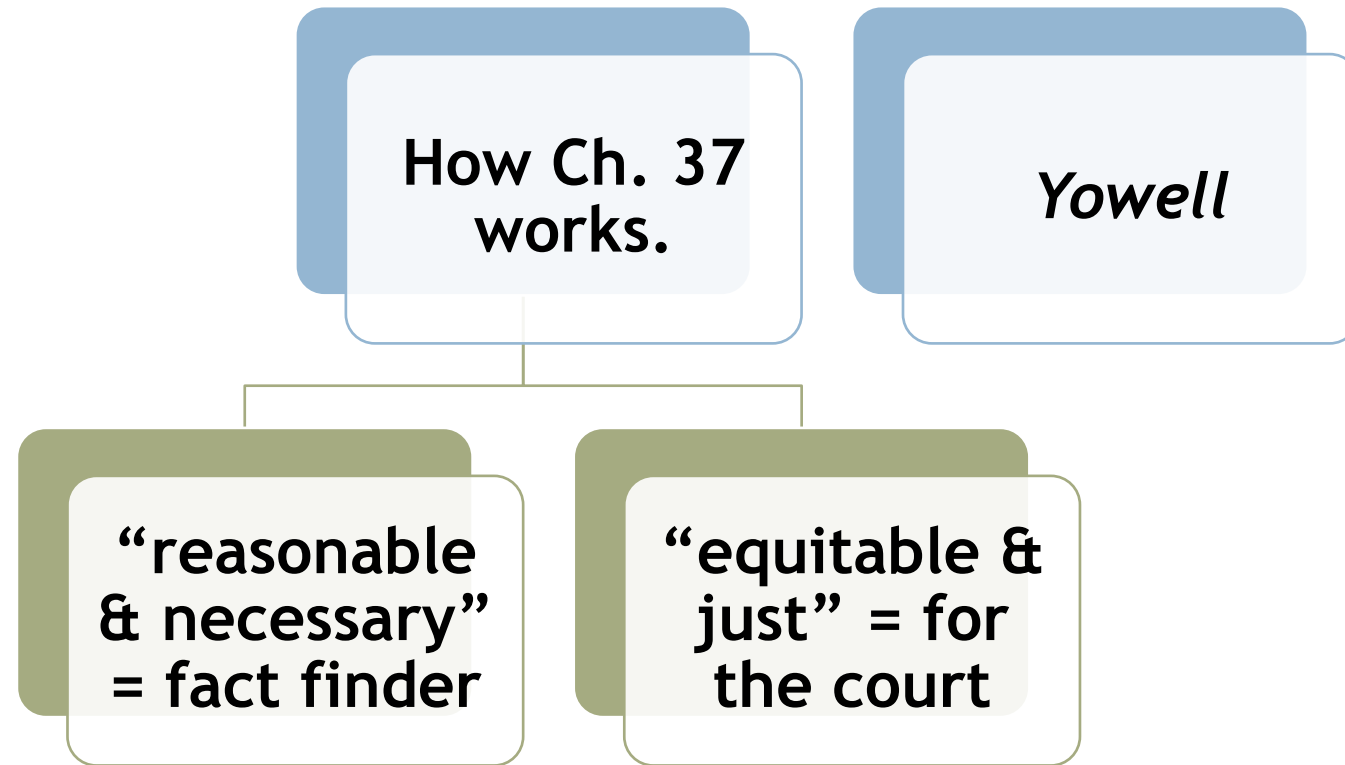 How Ch. 37
works.
Yowell
“reasonable
& necessary”
= fact finder
“equitable &
just” = for
the court